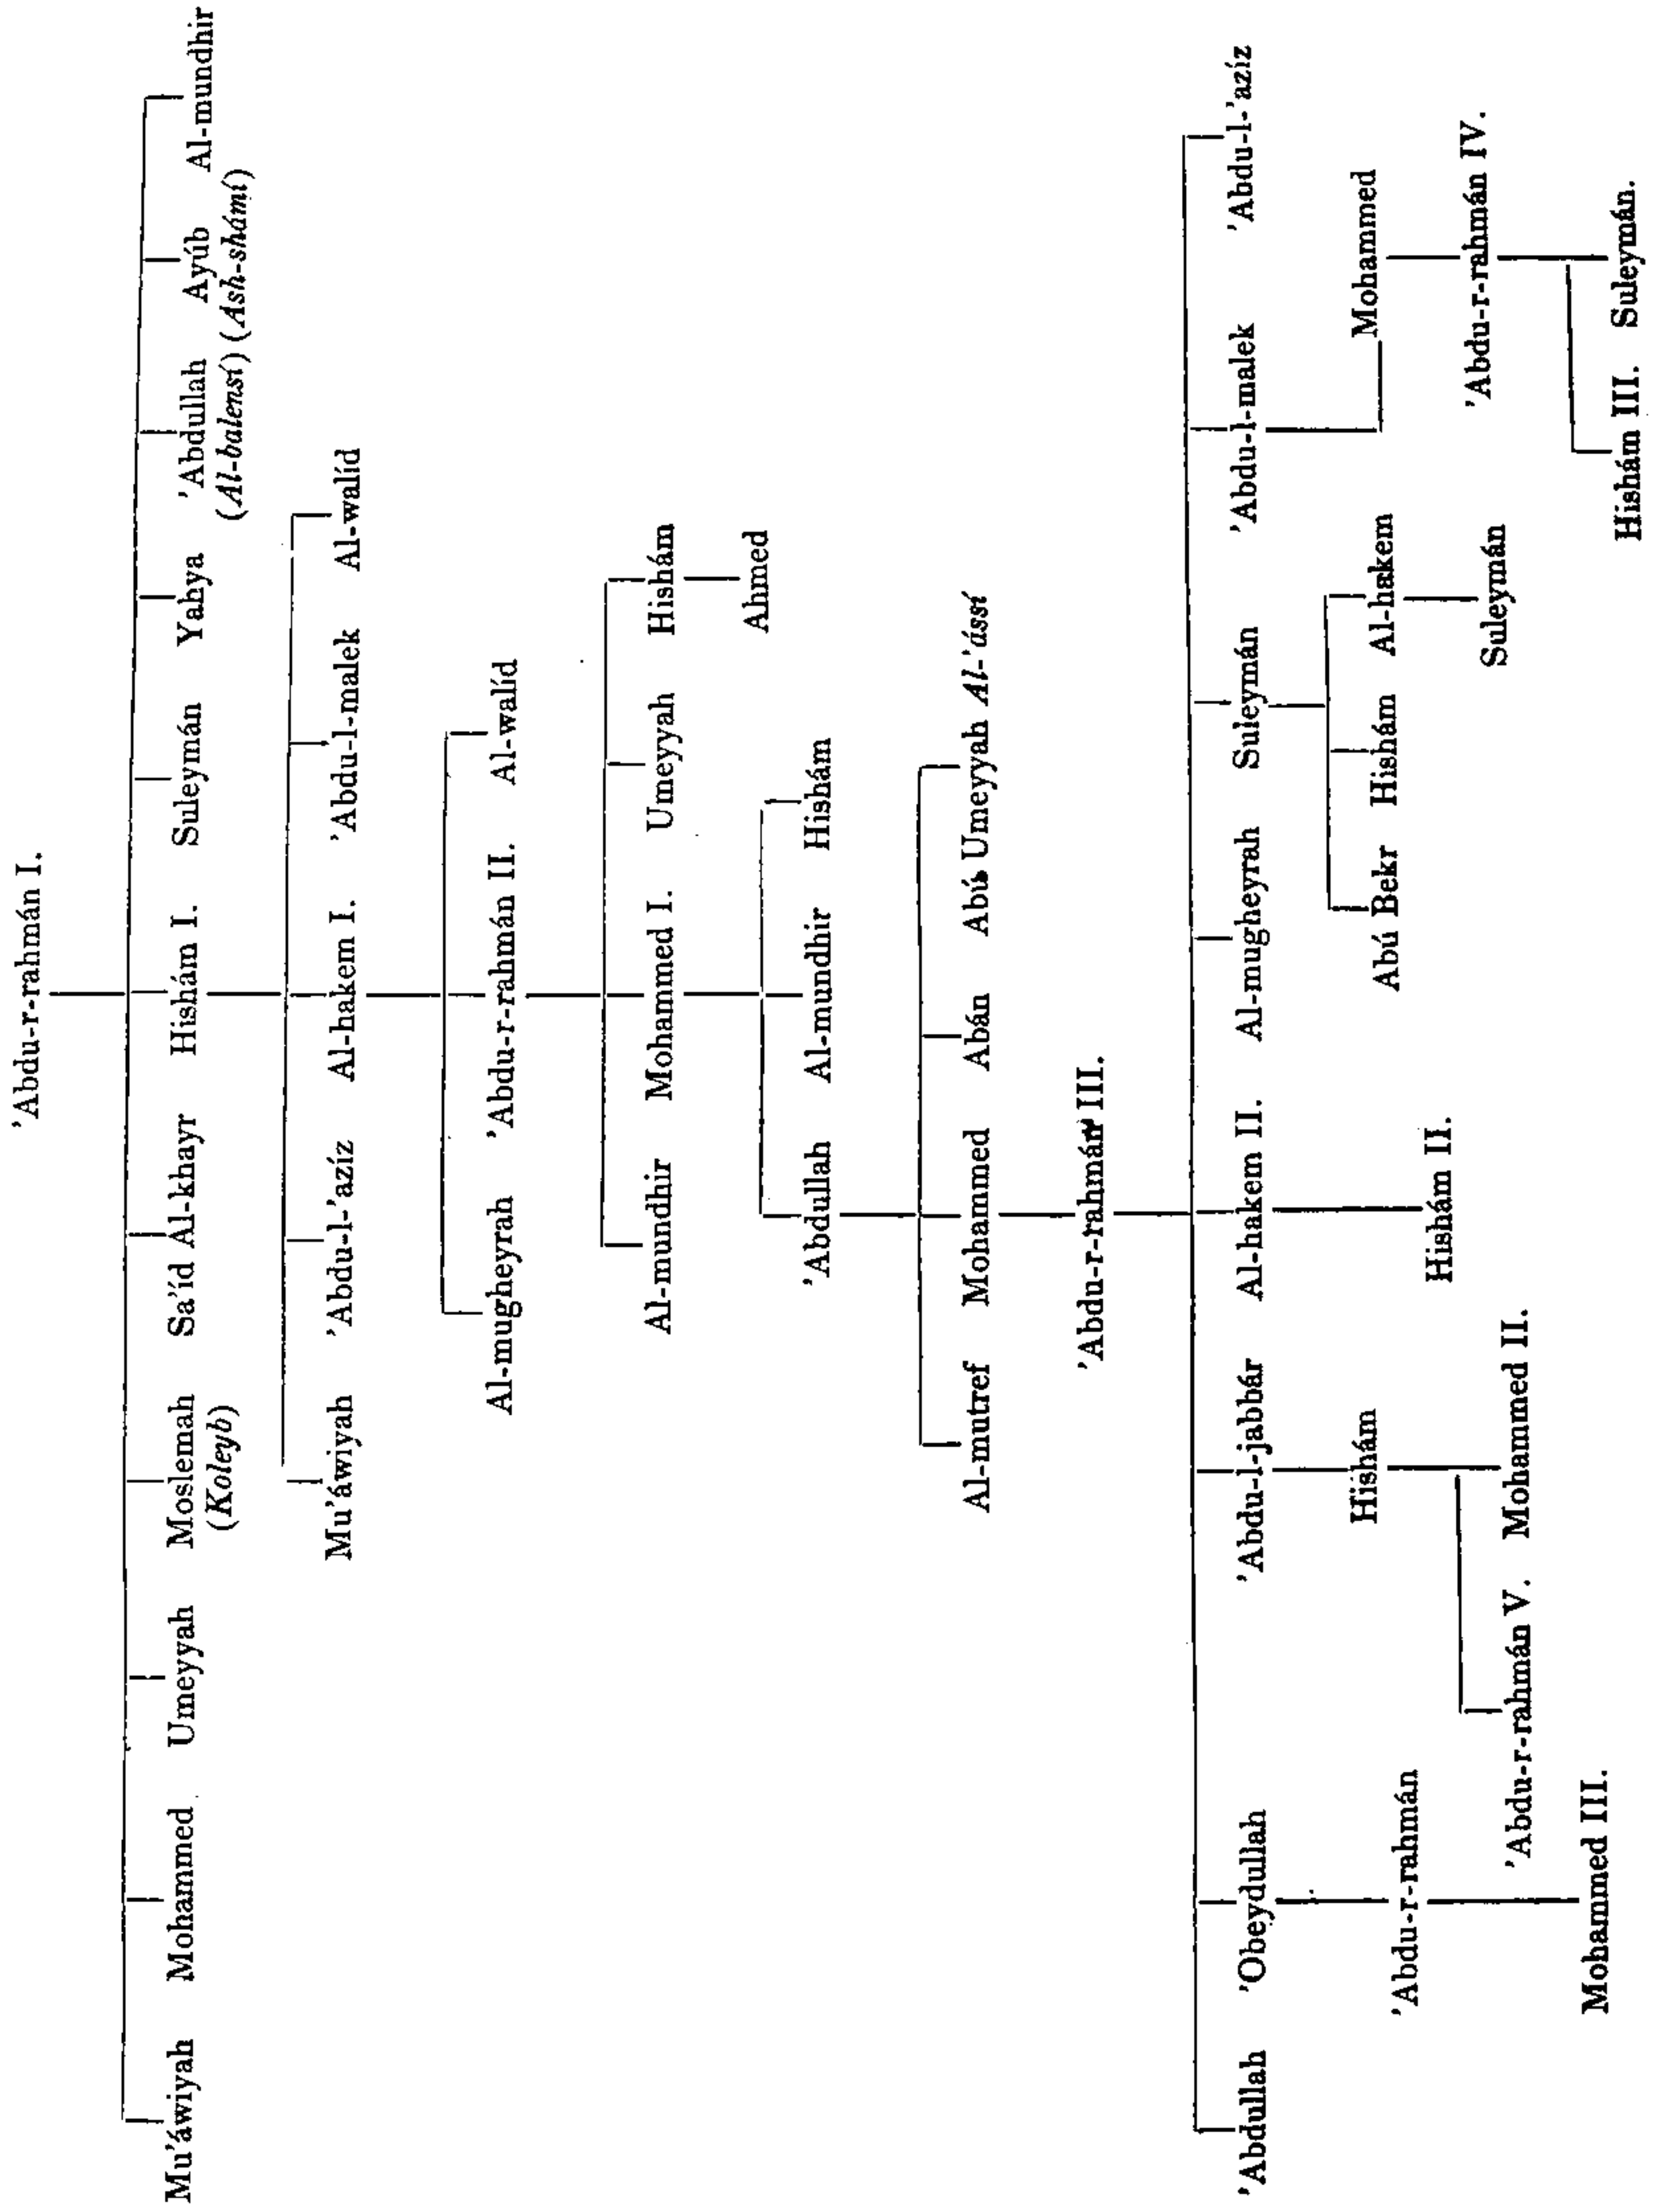 'Abdu-r-rahmán I.
Mu'áwiyah Mohammed Umeyyah Moslemah Sa'íd Al-khayr Hishám I. Suleymán Yahya 'Abdullah Ayúb Al-mundhir
(Koleyb) (Al-balensí) (Ash-shámí)
Mu'áwiyah 'Abdu-l-'azíz Al-hakem I. 'Abdu-l-malek Al-walíd
Al-mugheyrah 'Abdu-r-rahmán II. Al-walíd
Al-mundhir Mohammed I. Umeyyah Hishám
Ahmed
'Abdullah Al-mundhir Hishám
Al-mutref Mohammed Abán Abú Umeyyah Al-'ássí
'Abdu-r-rahmán III.
'Abdullah 'Obeydullah 'Abdu-l-jabbár Al-hakem II. Al-mugheyrah Suleymán 'Abdu-l-malek 'Abdu-l-'azíz
Hishám Mohammed
Abú Bekr Hishám Al-hakem
'Abdu-r-rahmán
Hishám II.
'Abdu-r-rahmán IV.
Suleymán
'Abdu-r-rahmán V. Mohammed II.
Mohammed III.
Hishám III. Suleymán.